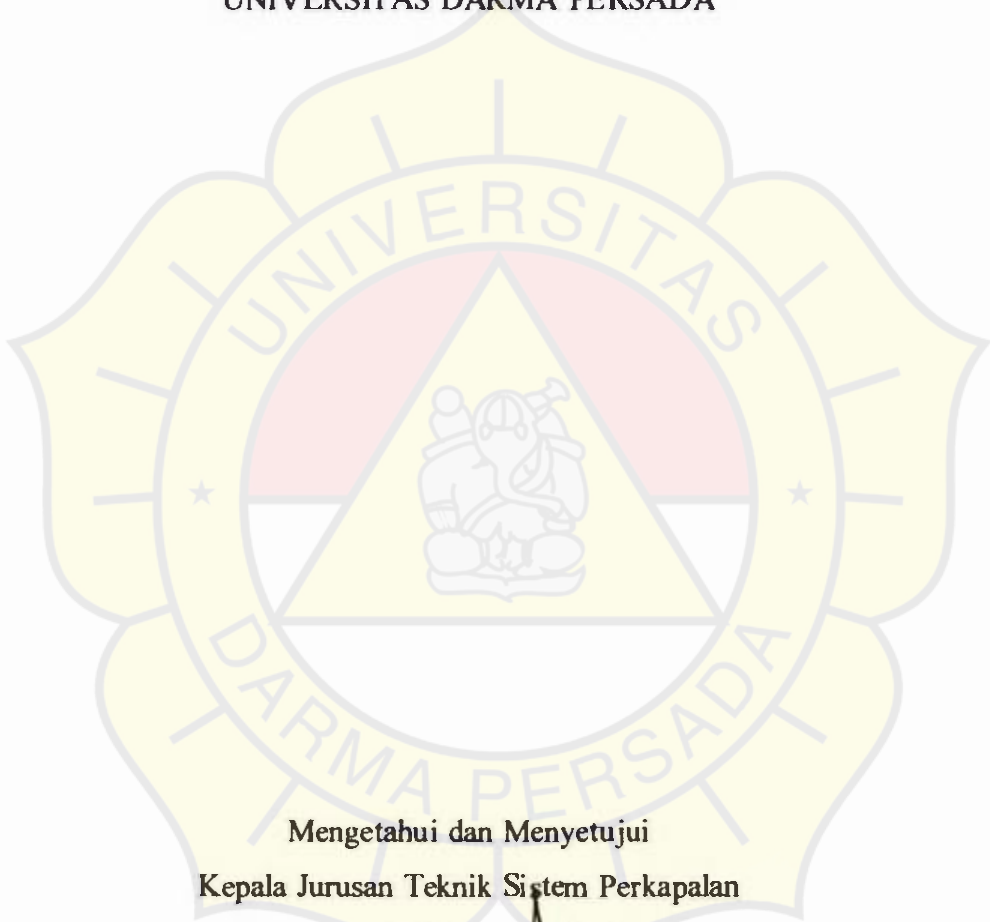 UNIVERSITAS DARMA PERSADA
UNIVERSITAS
DARMA PERSADA
Mengetahui dan Menyetujui
Kepala Jurusan Teknik Sistem Perkapalan